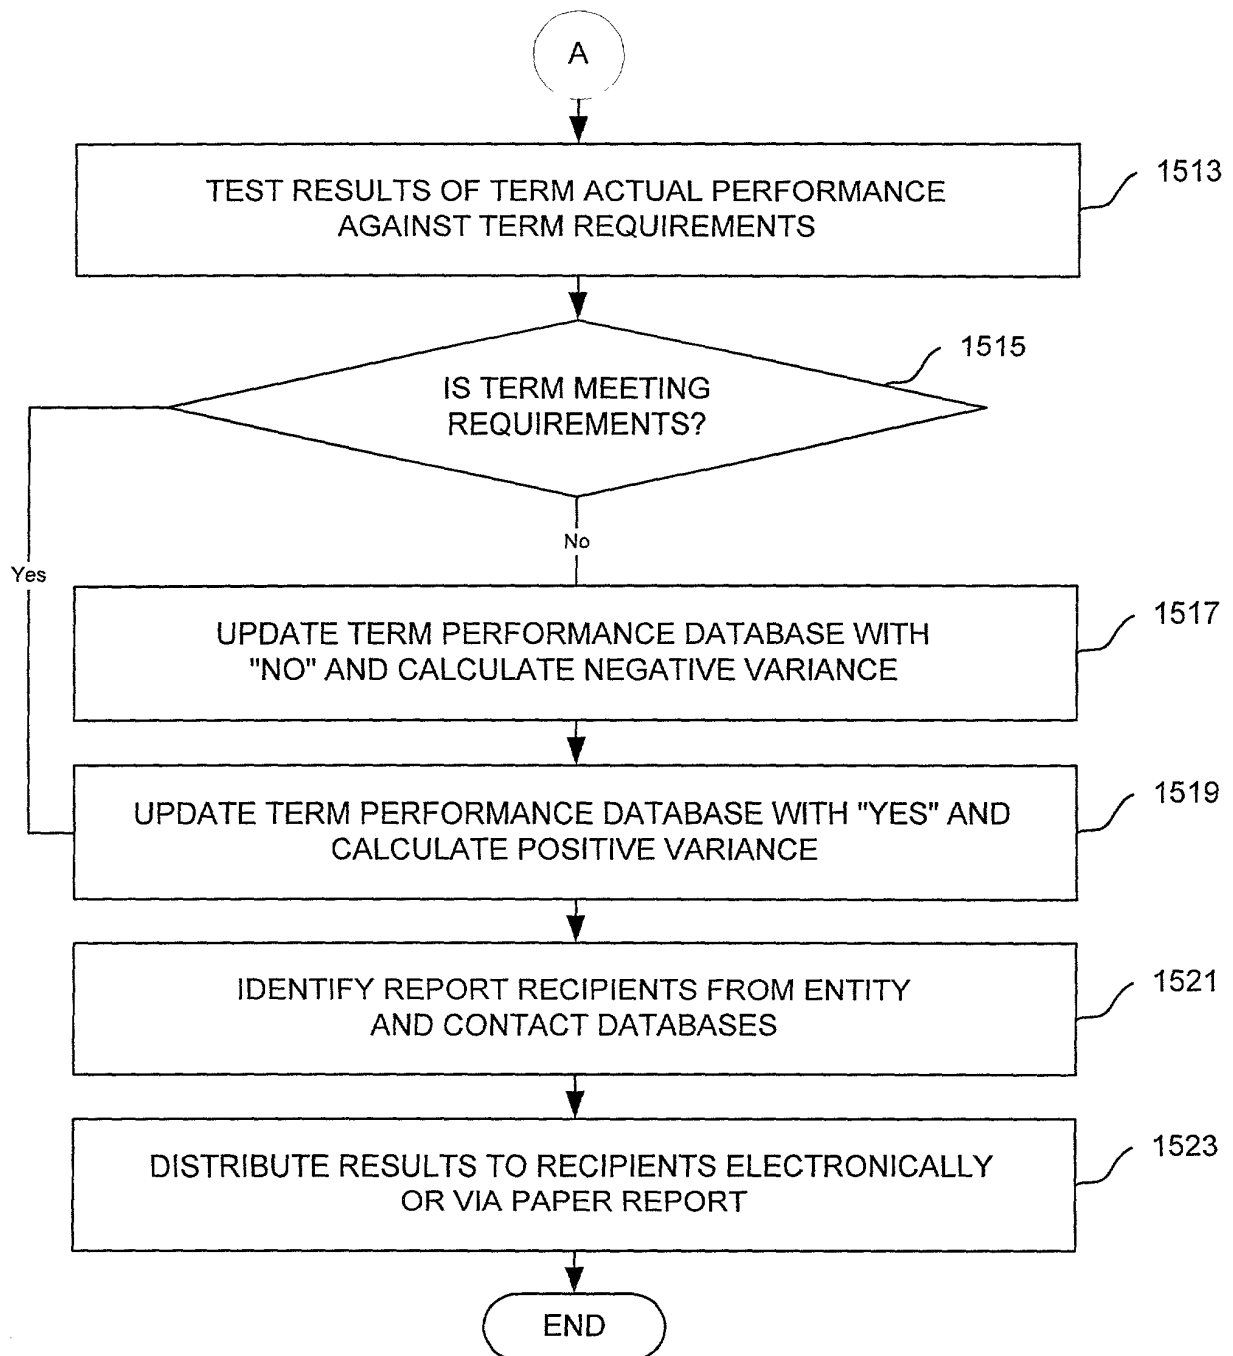 A
TEST RESULTS OF TERM ACTUAL PERFORMANCE
AGAINST TERM REQUIREMENTS
1513
IS TERM MEETING
REQUIREMENTS?
1515
No
Yes
UPDATE TERM PERFORMANCE DATABASE WITH
"NO" AND CALCULATE NEGATIVE VARIANCE
1517
UPDATE TERM PERFORMANCE DATABASE WITH "YES" AND
CALCULATE POSITIVE VARIANCE
1519
IDENTIFY REPORT RECIPIENTS FROM ENTITY
AND CONTACT DATABASES
1521
DISTRIBUTE RESULTS TO RECIPIENTS ELECTRONICALLY
OR VIA PAPER REPORT
1523
END